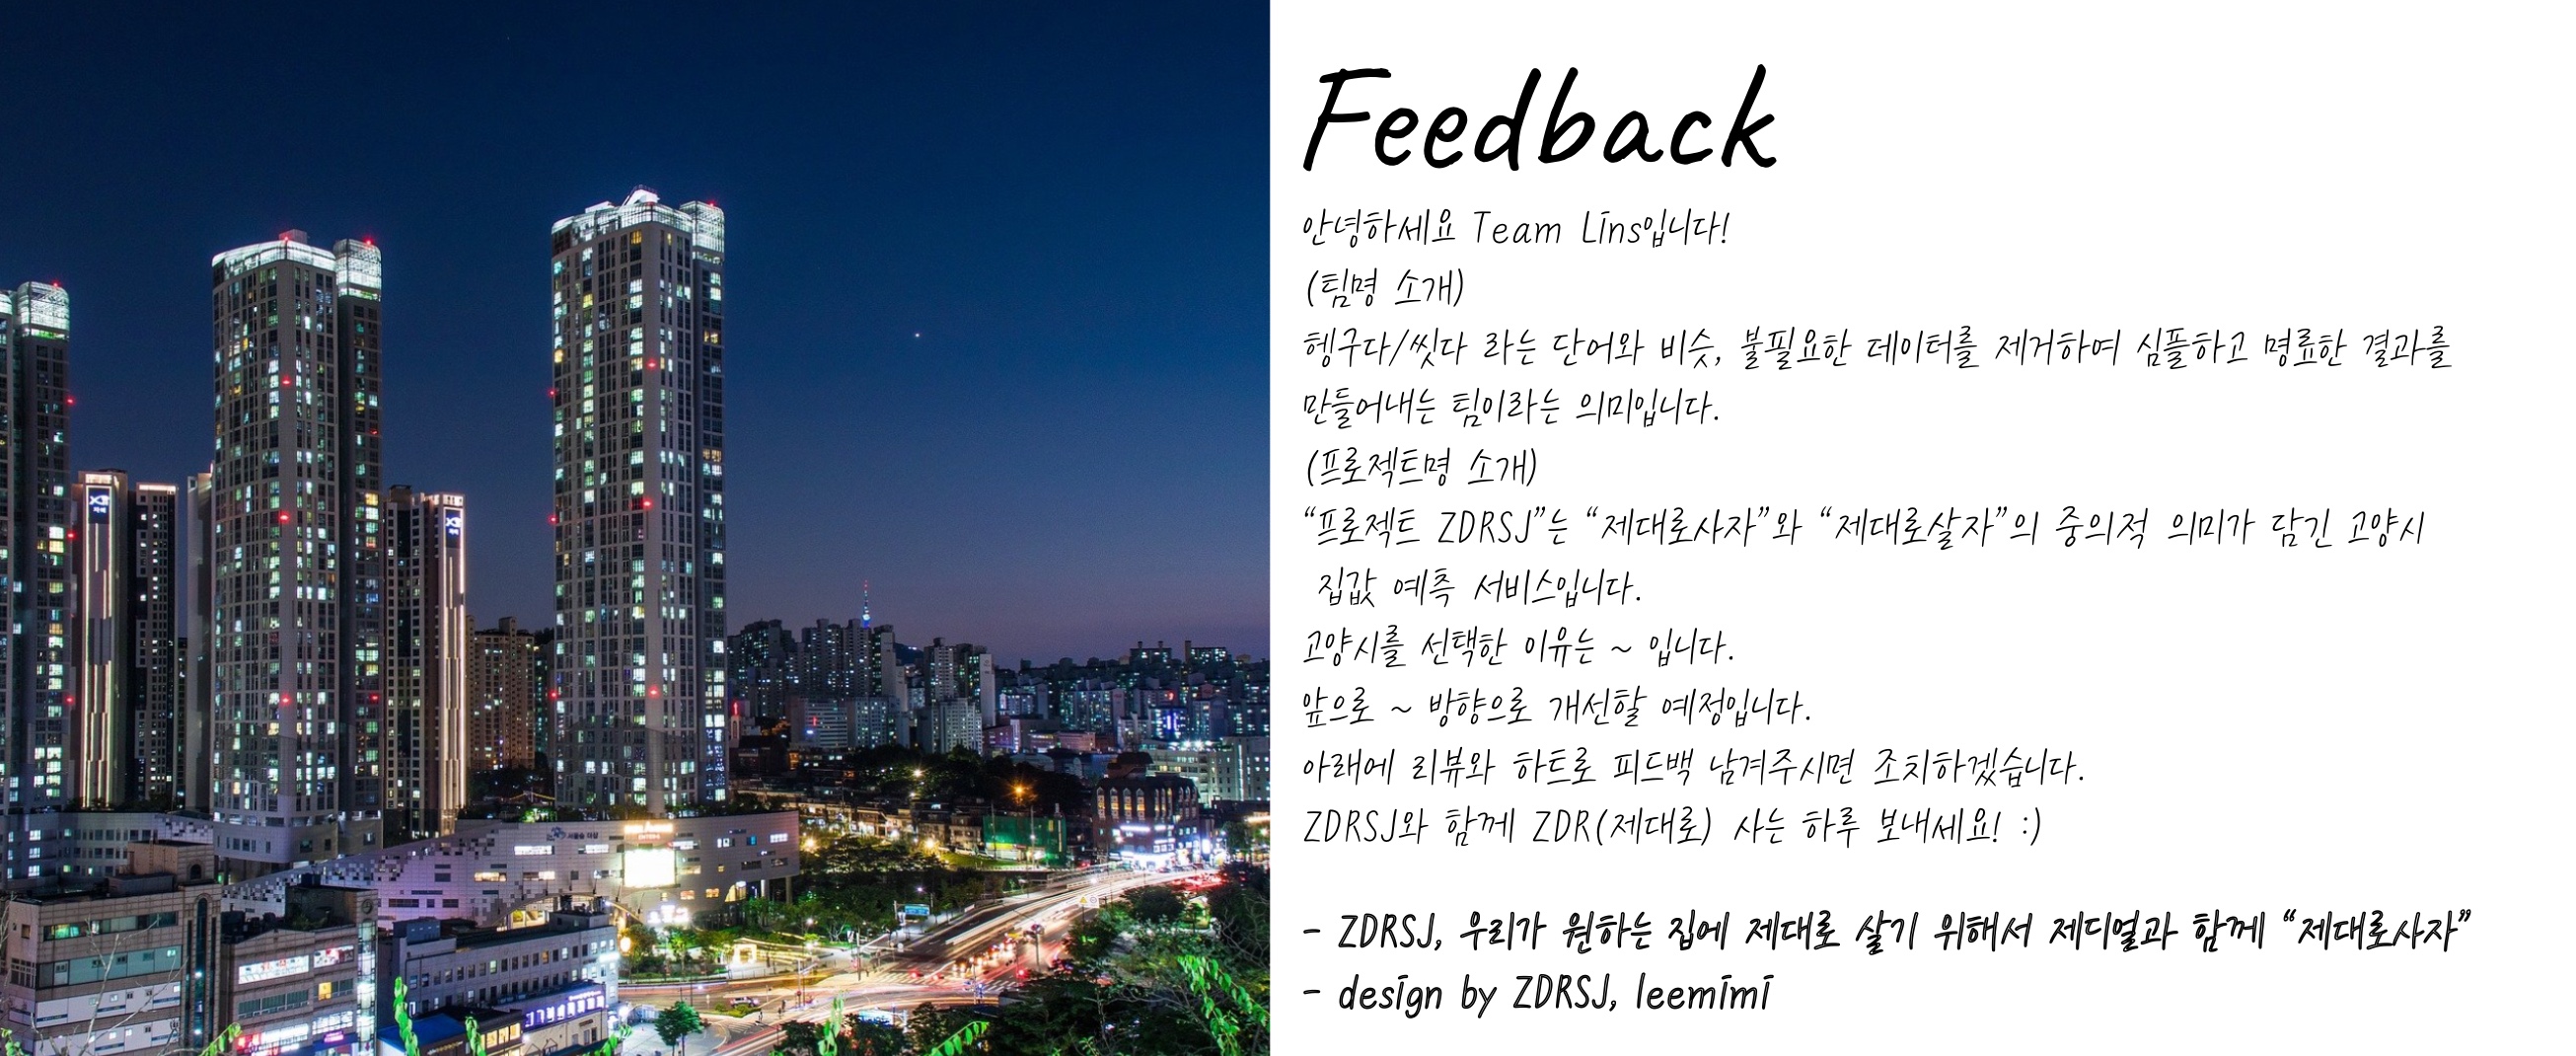 Feedback
안녕하세요 Team Lins입니다!
(팀명 소개)
헹구다/씻다 라는 단어와 비슷, 불필요한 데이터를 제거하여 심플하고 명료한 결과를
만들어내는 팀이라는 의미입니다.
(프로젝트명 소개)
“프로젝트 ZDRSJ”는 “제대로사자”와 “제대로살자”의 중의적 의미가 담긴 고양시
집값 예측 서비스입니다.
고양시를 선택한 이유는 ~ 입니다.
앞으로 ~ 방향으로 개선할 예정입니다.
아래에 리뷰와 하트로 피드백 남겨주시면 조치하겠습니다.
ZDRSJ와 함께 ZDR(제대로) 사는 하루 보내세요! :)
- ZDRSJ, 우리가 원하는 집에 제대로 살기 위해서 제디얼과 함께 “제대로사자”
- design by ZDRSJ, leemimi